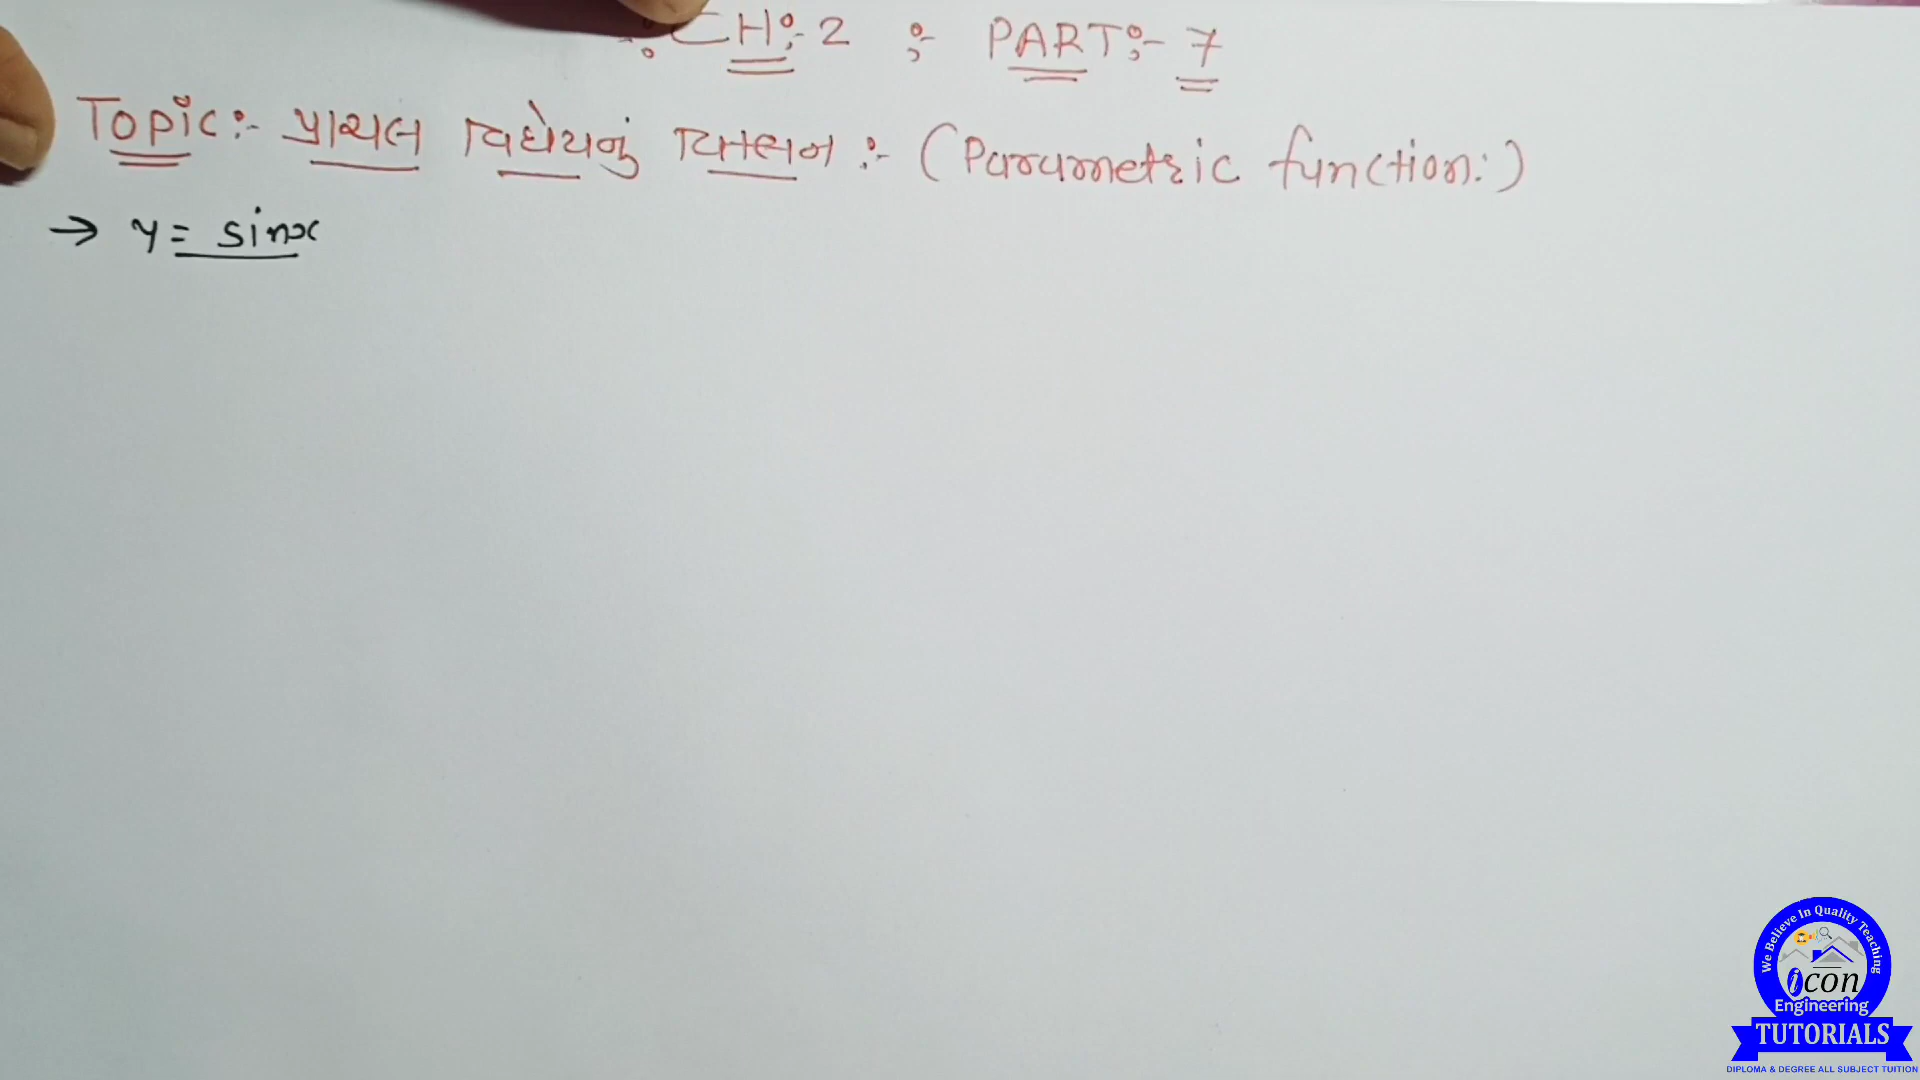 CH:- 2 :- PART:- 7
Topic:- પ્રાચલ વિધેયનું વિકલન :- (Parametric function:)
→ y = sinx
We Believe In Quality Teaching
icon
Engineering
TUTORIALS
DIPLOMA & DEGREE ALL SUBJECT TUITION